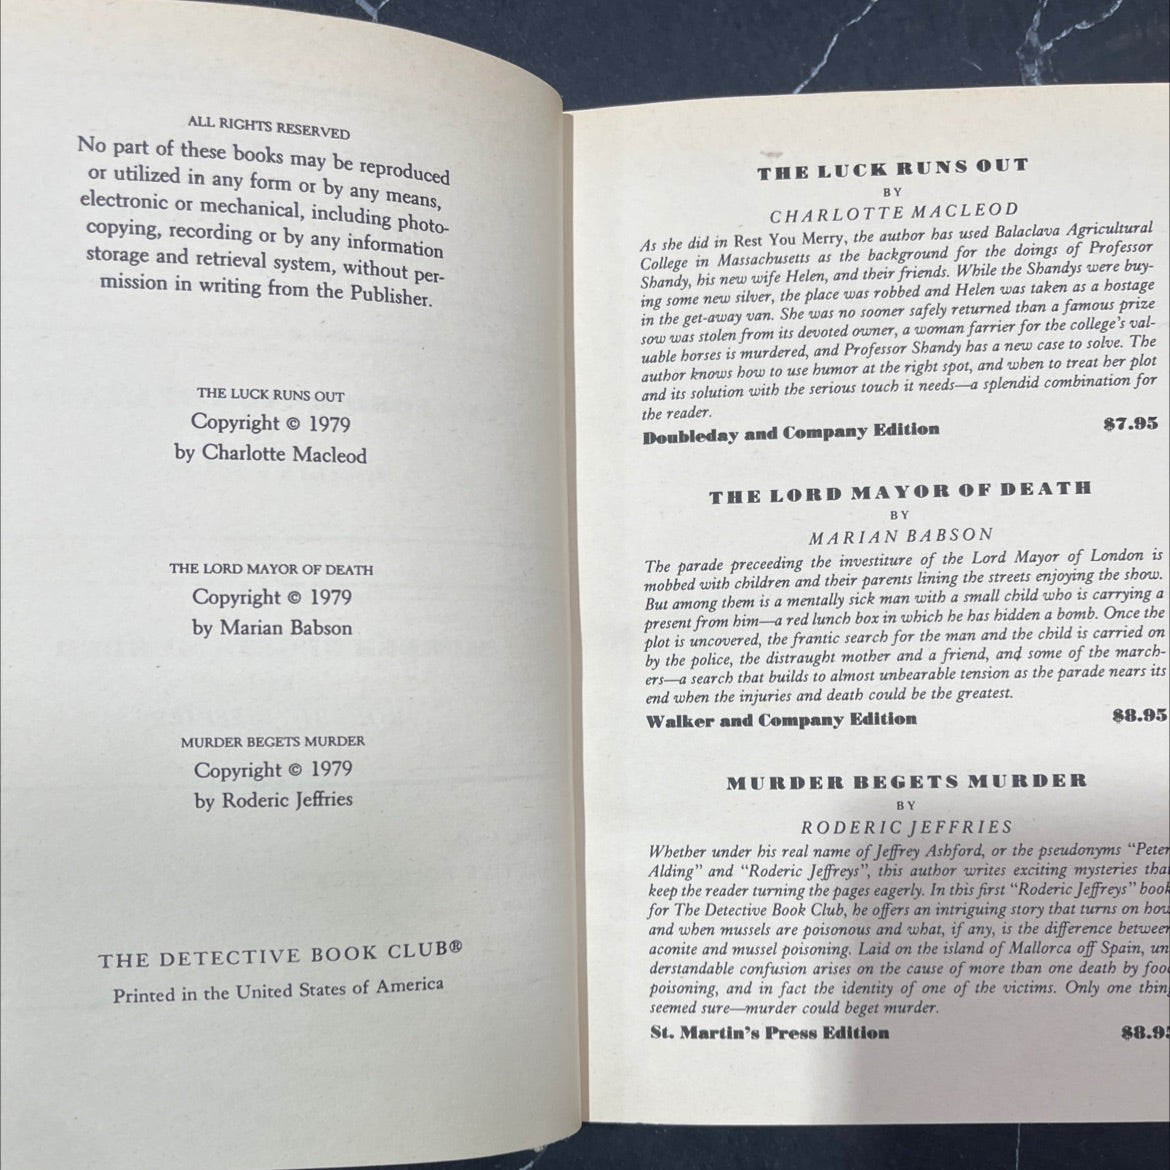 ALL RIGHTS RESERVED
No part of these books may be reproduced
or utilized in any form or by any means,
electronic or mechanical, including photo-
copying, recording or by any information
storage and retrieval system, without per-
mission in writing from the Publisher.
THE LUCK RUNS OUT
Copyright © 1979
by Charlotte Macleod
THE LORD MAYOR OF DEATH
Copyright © 1979
by Marian Babson
MURDER BEGETS MURDER
Copyright © 1979
by Roderic Jeffries
THE DETECTIVE BOOK CLUB®
Printed in the United States of America
THE LUCK RUNS OUT
BY
CHARLOTTE MACLEOD
As she did in Rest You Merry, the author has used Balaclava Agricultural
College in Massachusetts as the background for the doings of Professor
Shandy, his new wife Helen, and their friends. While the Shandys were buy-
ing some new silver, the place was robbed and Helen was taken as a hostage
in the get-away van. She was no sooner safely returned than a famous prize
sow was stolen from its devoted owner, a woman farrier for the college's val-
uable horses is murdered, and Professor Shandy has a new case to solve. The
author knows how to use humor at the right spot, and when to treat her plot
and its solution with the serious touch it needs—a splendid combination for
the reader.
Doubleday and Company Edition $7.95
THE LORD MAYOR OF DEATH
BY
MARIAN BABSON
The parade preceeding the investiture of the Lord Mayor of London is
mobbed with children and their parents lining the streets enjoying the show.
But among them is a mentally sick man with a small child who is carrying a
present from him—a red lunch box in which he has hidden a bomb. Once the
plot is uncovered, the frantic search for the man and the child is carried on
by the police, the distraught mother and a friend, and some of the march-
ers—a search that builds to almost unbearable tension as the parade nears its
end when the injuries and death could be the greatest.
Walker and Company Edition $8.95
MURDER BEGETS MURDER
BY
RODERIC JEFFRIES
Whether under his real name of Jeffrey Ashford, or the pseudonyms "Peter
Alding" and "Roderic Jeffreys", this author writes exciting mysteries tha
keep the reader turning the pages eagerly. In this first "Roderic Jeffreys" book
for The Detective Book Club, he offers an intriguing story that turns on how
and when mussels are poisonous and what, if any, is the difference between
aconite and mussel poisoning. Laid on the island of Mallorca off Spain, un
derstandable confusion arises on the cause of more than one death by foo
poisoning, and in fact the identity of one of the victims. Only one thin
seemed sure—murder could beget murder.
St. Martin's Press Edition $8.9